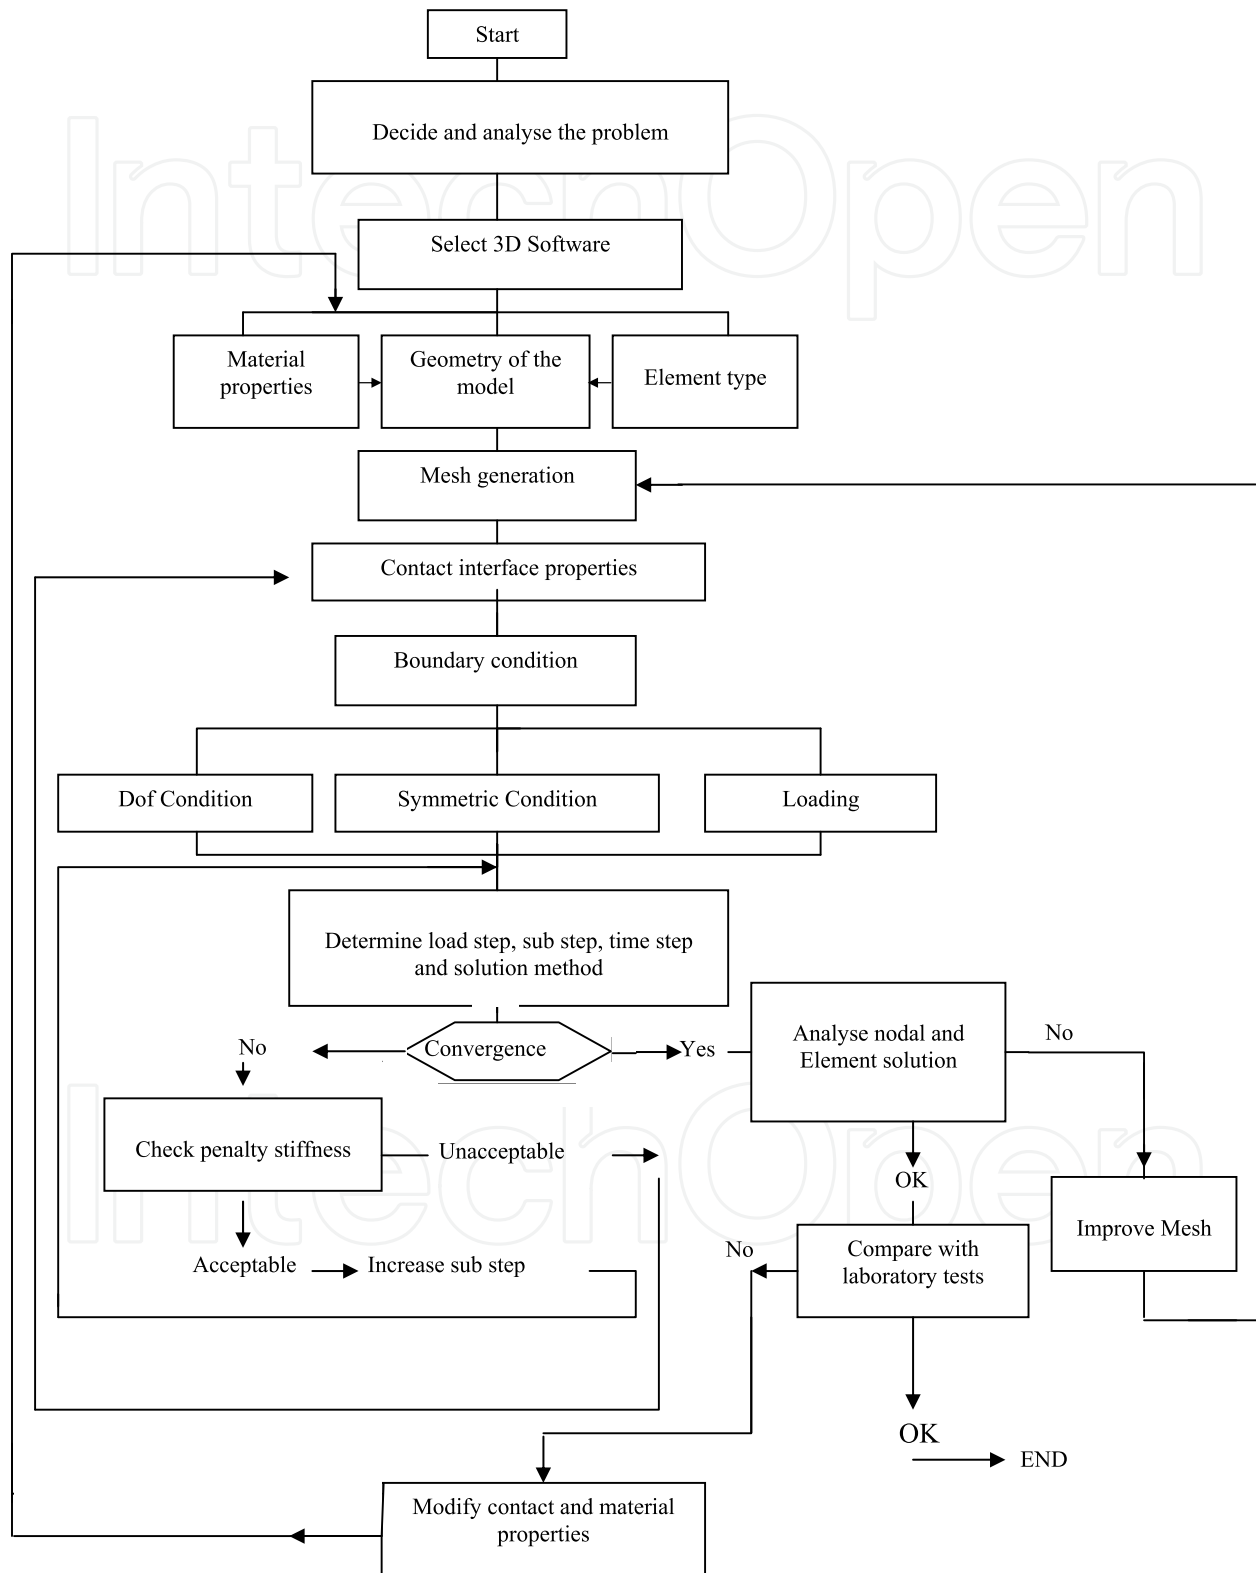 Start
Decide and analyse the problem
Select 3D Software
Material
properties
Geometry of the
model
Element type
Mesh generation
Contact interface properties
Boundary condition
Dof Condition
Symmetric Condition
Loading
Determine load step, sub step, time step
and solution method
No
Convergence
Yes
Analyse nodal and
Element solution
No
Check penalty stiffness
Unacceptable
OK
Improve Mesh
Acceptable
Increase sub step
No
Compare with
laboratory tests
OK
END
Modify contact and material
properties
IntechOpen
IntechOpen